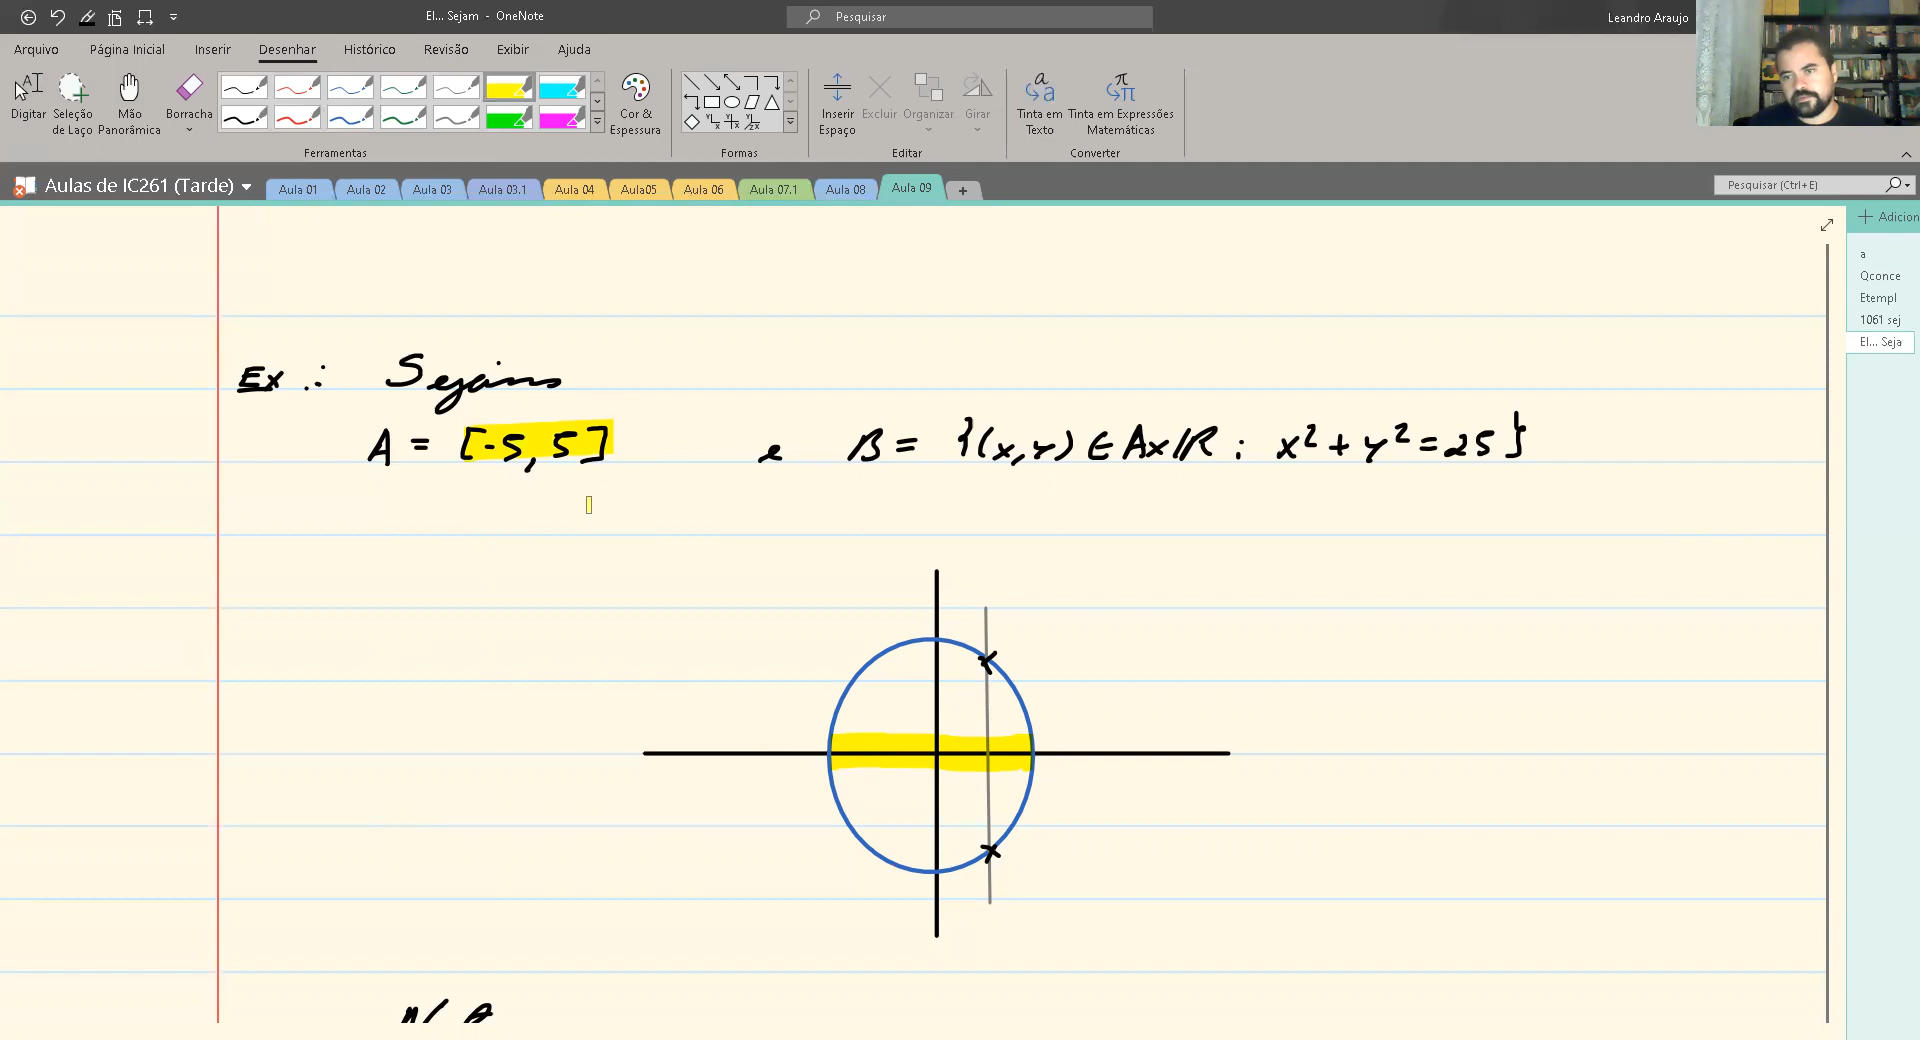 El... Sejam - OneNote
Pesquisar
Leandro Araujo
Arquivo Página Inicial Inserir Desenhar Histórico Revisão Exibir Ajuda
Digitar Seleção de Laço Mão Panorâmica Borracha Cor & Espessura Inserir Espaço Excluir Organizar Girar Tinta em Texto Tinta em Expressões Matemáticas
Ferramentas Formas Editar Converter
Aulas de IC261 (Tarde) Aula 01 Aula 02 Aula 03 Aula 03.1 Aula 04 Aula05 Aula 06 Aula 07.1 Aula 08 Aula 09 Pesquisar (Ctrl+E)
Adicion
a
Qconce
Etempl
1061 sej
El... Seja
Ex.: Sejam
A = [-5, 5] e B = {(x,y) ∈ A×ℝ : x² + y² = 25}